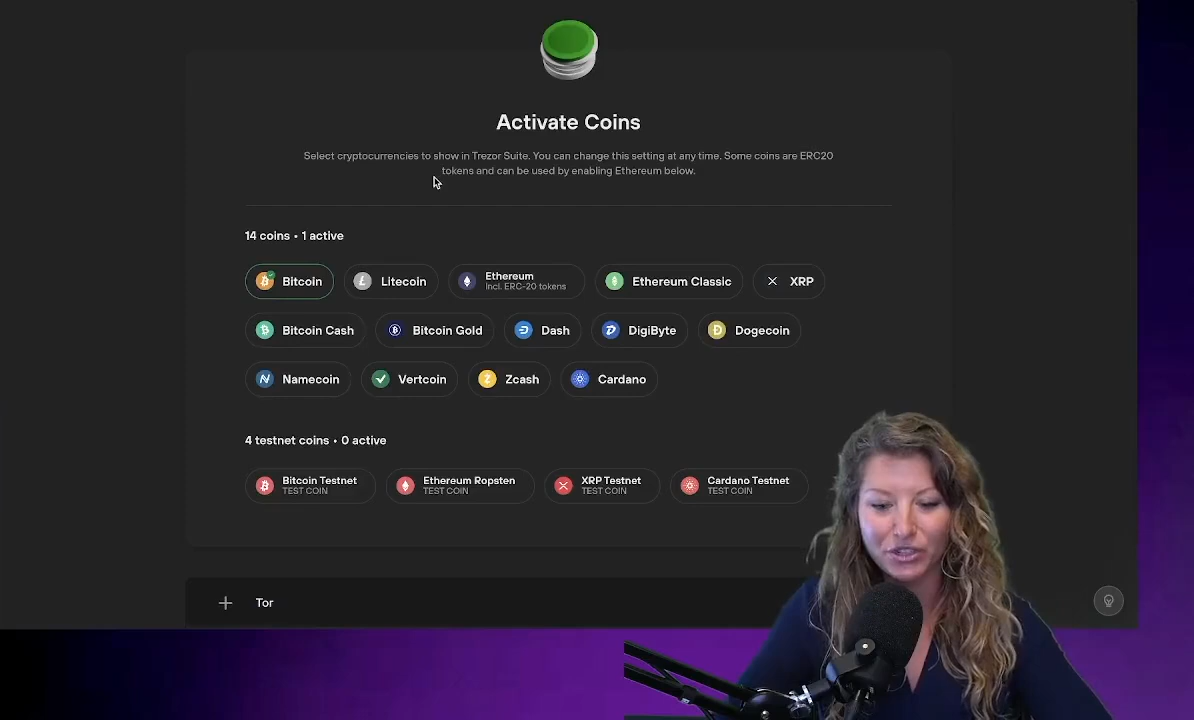 Activate Coins
Select cryptocurrencies to show in Trezor Suite. You can change this setting at any time. Some coins are ERC20
tokens and can be used by enabling Ethereum below.
14 coins • 1 active
Bitcoin
Litecoin
Ethereum
Incl. ERC-20 tokens
Ethereum Classic
XRP
Bitcoin Cash
Bitcoin Gold
Dash
DigiByte
Dogecoin
Namecoin
Vertcoin
Zcash
Cardano
4 testnet coins • 0 active
Bitcoin Testnet
TEST COIN
Ethereum Ropsten
TEST COIN
XRP Testnet
TEST COIN
Cardano Testnet
TEST COIN
Tor